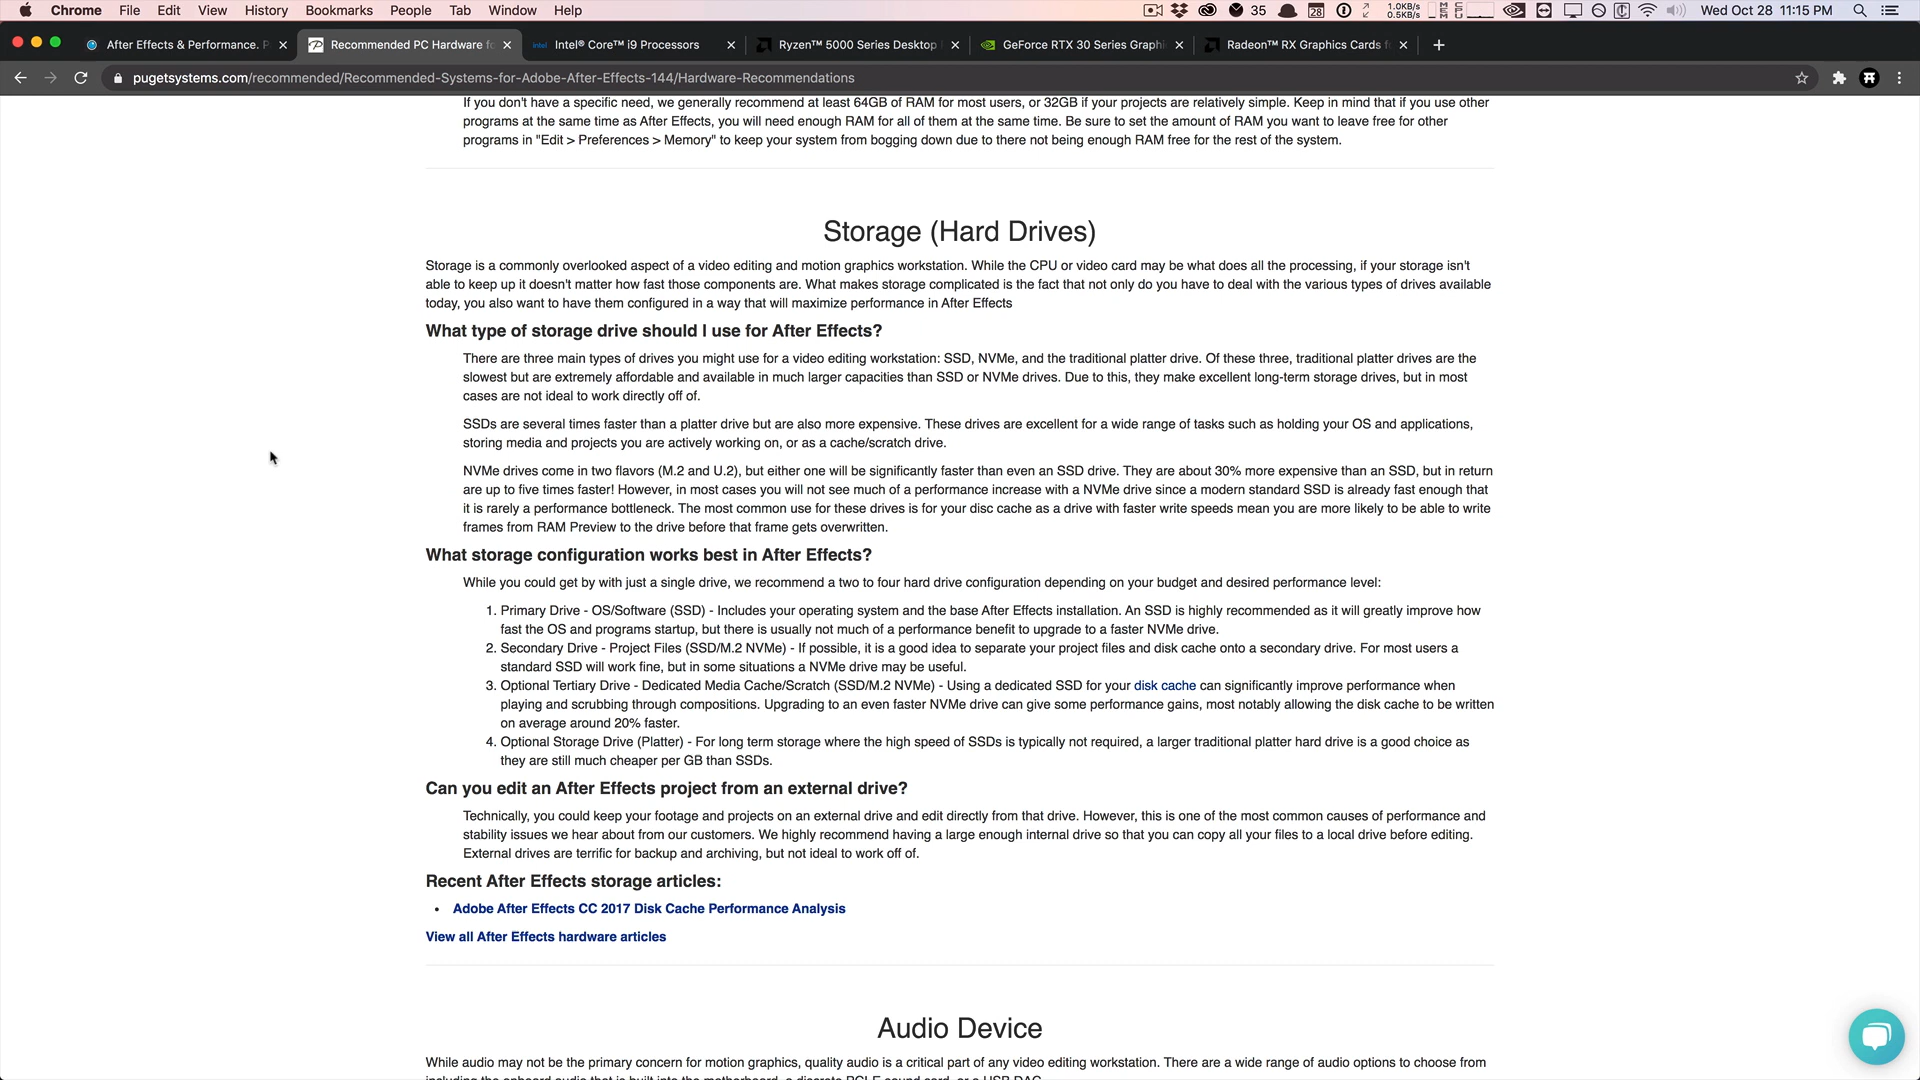 Chrome File Edit View History Bookmarks People Tab Window Help 35 28 1.0KB/s 0.5KB/s Wed Oct 28 11:15 PM
After Effects & Performance. Recommended PC Hardware fo Intel® Core™ i9 Processors Ryzen™ 5000 Series Desktop GeForce RTX 30 Series Graphi Radeon™ RX Graphics Cards f
pugetsystems.com/recommended/Recommended-Systems-for-Adobe-After-Effects-144/Hardware-Recommendations
If you don't have a specific need, we generally recommend at least 64GB of RAM for most users, or 32GB if your projects are relatively simple. Keep in mind that if you use other
programs at the same time as After Effects, you will need enough RAM for all of them at the same time. Be sure to set the amount of RAM you want to leave free for other
programs in "Edit > Preferences > Memory" to keep your system from bogging down due to there not being enough RAM free for the rest of the system.
Storage (Hard Drives)
Storage is a commonly overlooked aspect of a video editing and motion graphics workstation. While the CPU or video card may be what does all the processing, if your storage isn't
able to keep up it doesn't matter how fast those components are. What makes storage complicated is the fact that not only do you have to deal with the various types of drives available
today, you also want to have them configured in a way that will maximize performance in After Effects
What type of storage drive should I use for After Effects?
There are three main types of drives you might use for a video editing workstation: SSD, NVMe, and the traditional platter drive. Of these three, traditional platter drives are the
slowest but are extremely affordable and available in much larger capacities than SSD or NVMe drives. Due to this, they make excellent long-term storage drives, but in most
cases are not ideal to work directly off of.
SSDs are several times faster than a platter drive but are also more expensive. These drives are excellent for a wide range of tasks such as holding your OS and applications,
storing media and projects you are actively working on, or as a cache/scratch drive.
NVMe drives come in two flavors (M.2 and U.2), but either one will be significantly faster than even an SSD drive. They are about 30% more expensive than an SSD, but in return
are up to five times faster! However, in most cases you will not see much of a performance increase with a NVMe drive since a modern standard SSD is already fast enough that
it is rarely a performance bottleneck. The most common use for these drives is for your disc cache as a drive with faster write speeds mean you are more likely to be able to write
frames from RAM Preview to the drive before that frame gets overwritten.
What storage configuration works best in After Effects?
While you could get by with just a single drive, we recommend a two to four hard drive configuration depending on your budget and desired performance level:
1. Primary Drive - OS/Software (SSD) - Includes your operating system and the base After Effects installation. An SSD is highly recommended as it will greatly improve how
fast the OS and programs startup, but there is usually not much of a performance benefit to upgrade to a faster NVMe drive.
2. Secondary Drive - Project Files (SSD/M.2 NVMe) - If possible, it is a good idea to separate your project files and disk cache onto a secondary drive. For most users a
standard SSD will work fine, but in some situations a NVMe drive may be useful.
3. Optional Tertiary Drive - Dedicated Media Cache/Scratch (SSD/M.2 NVMe) - Using a dedicated SSD for your disk cache can significantly improve performance when
playing and scrubbing through compositions. Upgrading to an even faster NVMe drive can give some performance gains, most notably allowing the disk cache to be written
on average around 20% faster.
4. Optional Storage Drive (Platter) - For long term storage where the high speed of SSDs is typically not required, a larger traditional platter hard drive is a good choice as
they are still much cheaper per GB than SSDs.
Can you edit an After Effects project from an external drive?
Technically, you could keep your footage and projects on an external drive and edit directly from that drive. However, this is one of the most common causes of performance and
stability issues we hear about from our customers. We highly recommend having a large enough internal drive so that you can copy all your files to a local drive before editing.
External drives are terrific for backup and archiving, but not ideal to work off of.
Recent After Effects storage articles:
• Adobe After Effects CC 2017 Disk Cache Performance Analysis
View all After Effects hardware articles
Audio Device
While audio may not be the primary concern for motion graphics, quality audio is a critical part of any video editing workstation. There are a wide range of audio options to choose from